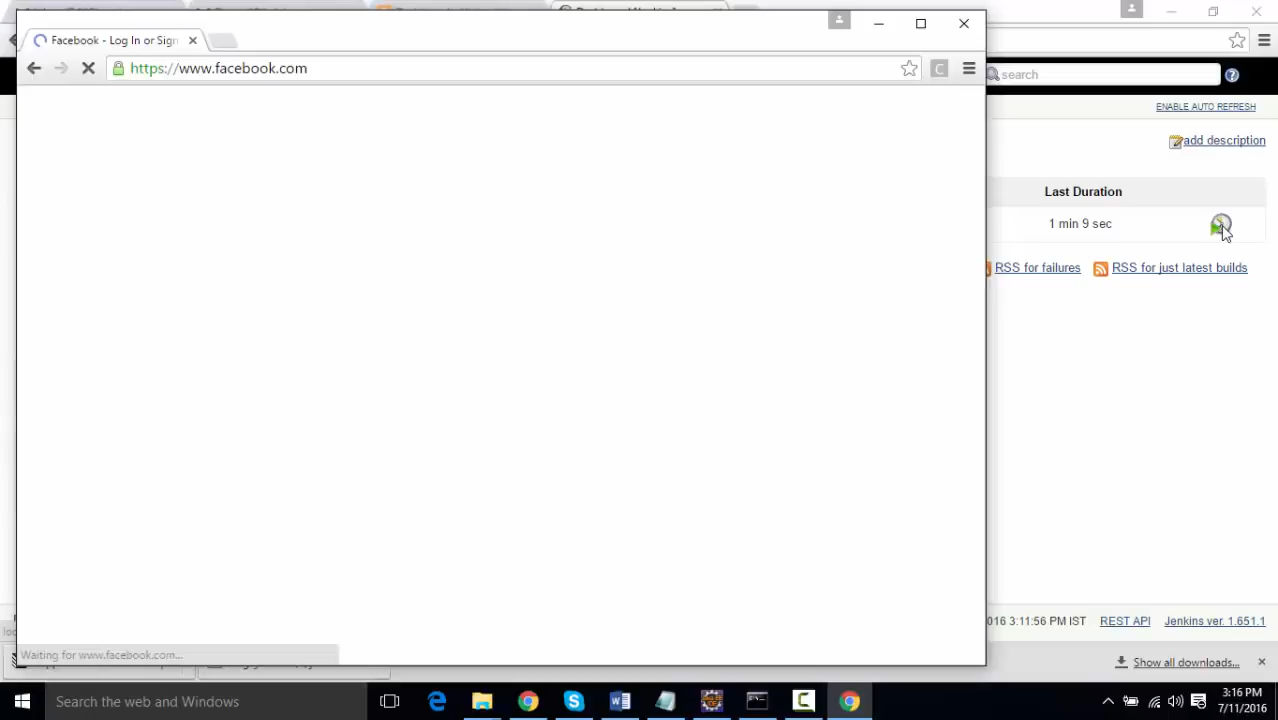 Facebook - Log In or Sign
https://www.facebook.com
search
ENABLE AUTO REFRESH
add description
Last Duration
1 min 9 sec
RSS for failures
RSS for just latest builds
Waiting for www.facebook.com...
016 3:11:56 PM IST
REST API
Jenkins ver. 1.651.1
Show all downloads...
Search the web and Windows
3:16 PM
7/11/2016